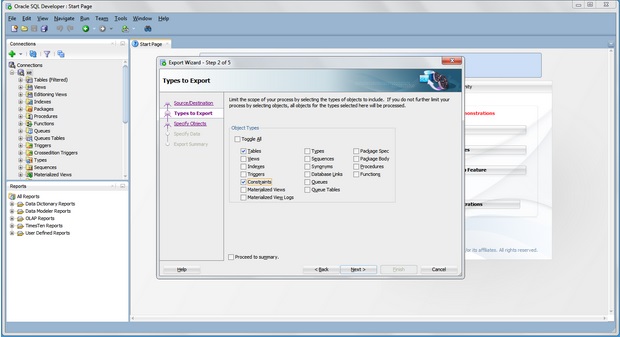 Oracle SQL Developer : Start Page
File Edit View Navigate Run Team Tools Window Help
Connections
Start Page
Connections
xe
Tables (Filtered)
Views
Editioning Views
Indexes
Packages
Procedures
Functions
Queues
Queues Tables
Triggers
Crossedition Triggers
Types
Sequences
Materialized Views
Reports
All Reports
Data Dictionary Reports
Data Modeler Reports
OLAP Reports
TimesTen Reports
User Defined Reports
Export Wizard - Step 2 of 5
Types to Export
Source/Destination
Types to Export
Specify Objects
Specify Data
Export Summary
Limit the scope of your process by selecting the types of objects to include. If you do not further limit your
process by selecting objects, all objects for the types selected here will be processed.
Object Types
Toggle All
Tables Types Package Spec
Views Sequences Package Body
Indexes Synonyms Procedures
Triggers Database Links Functions
Constraints Queues
Materialized Views Queue Tables
Materialized View Logs
Proceed to summary.
Help < Back Next > Finish Cancel
onstrations
Feature
rations
its affiliates. All rights reserved.